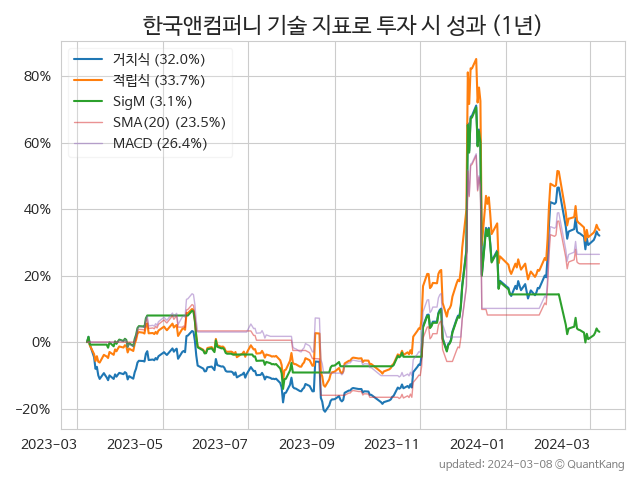 한국앤컴퍼니 기술 지표로 투자 시 성과 (1년)
거치식 (32.0%)
적립식 (33.7%)
SigM (3.1%)
SMA(20) (23.5%)
MACD (26.4%)
80%
60%
40%
20%
0%
−20%
2023-03 2023-05 2023-07 2023-09 2023-11 2024-01 2024-03
updated: 2024-03-08 © QuantKang